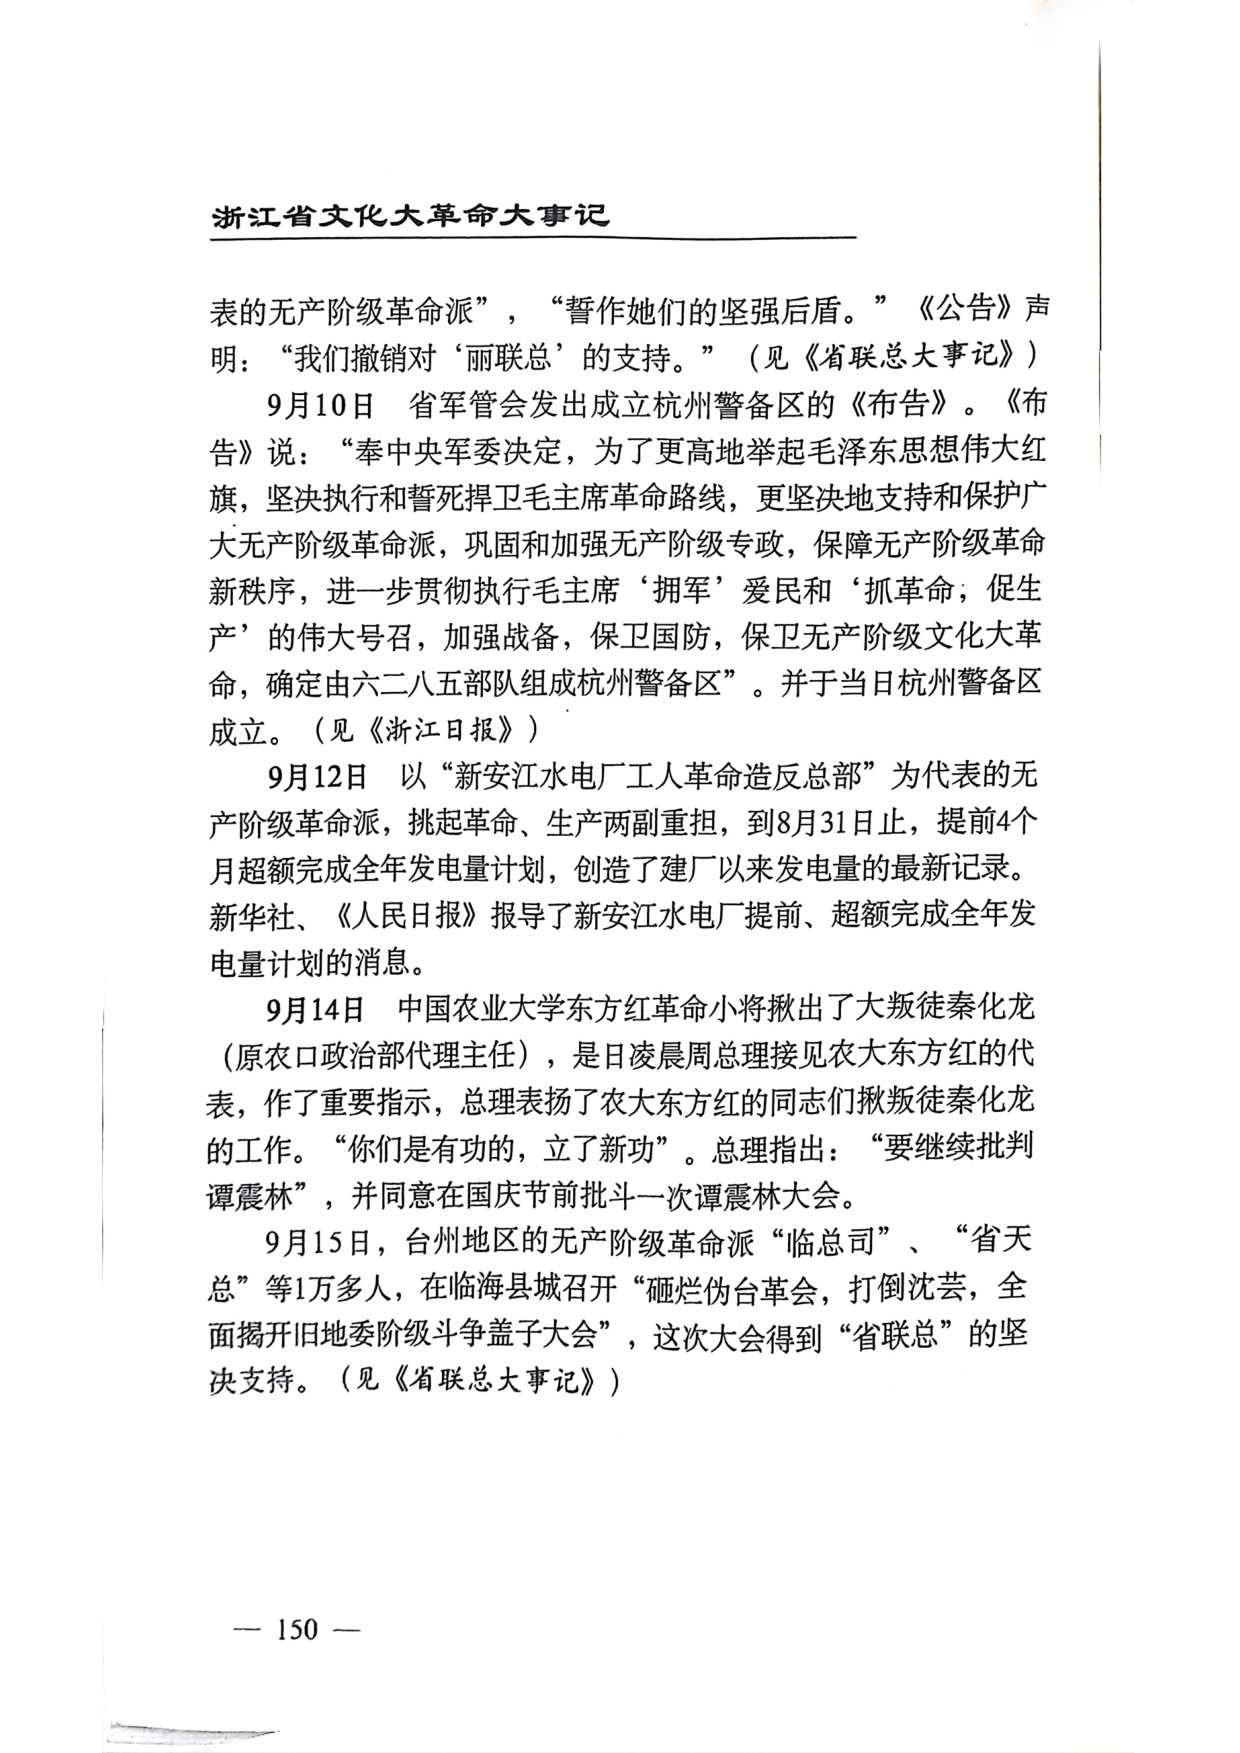 浙江省文化大革命大事记
表的无产阶级革命派”，“誓作她们的坚强后盾。”《公告》声
明：“我们撤销对‘丽联总’的支持。”（见《省联总大事记》）
9月10日　省军管会发出成立杭州警备区的《布告》。《布
告》说：“奉中央军委决定，为了更高地举起毛泽东思想伟大红
旗，坚决执行和誓死捍卫毛主席革命路线，更坚决地支持和保护广
大无产阶级革命派，巩固和加强无产阶级专政，保障无产阶级革命
新秩序，进一步贯彻执行毛主席‘拥军’爱民和‘抓革命；促生
产’的伟大号召，加强战备，保卫国防，保卫无产阶级文化大革
命，确定由六二八五部队组成杭州警备区”。并于当日杭州警备区
成立。（见《浙江日报》）
9月12日　以“新安江水电厂工人革命造反总部”为代表的无
产阶级革命派，挑起革命、生产两副重担，到8月31日止，提前4个
月超额完成全年发电量计划，创造了建厂以来发电量的最新记录。
新华社、《人民日报》报导了新安江水电厂提前、超额完成全年发
电量计划的消息。
9月14日　中国农业大学东方红革命小将揪出了大叛徒秦化龙
（原农口政治部代理主任），是日凌晨周总理接见农大东方红的代
表，作了重要指示，总理表扬了农大东方红的同志们揪叛徒秦化龙
的工作。“你们是有功的，立了新功”。总理指出：“要继续批判
谭震林”，并同意在国庆节前批斗一次谭震林大会。
9月15日，台州地区的无产阶级革命派“临总司”、“省天
总”等1万多人，在临海县城召开“砸烂伪台革会，打倒沈芸，全
面揭开旧地委阶级斗争盖子大会”，这次大会得到“省联总”的坚
决支持。（见《省联总大事记》）
— 150 —